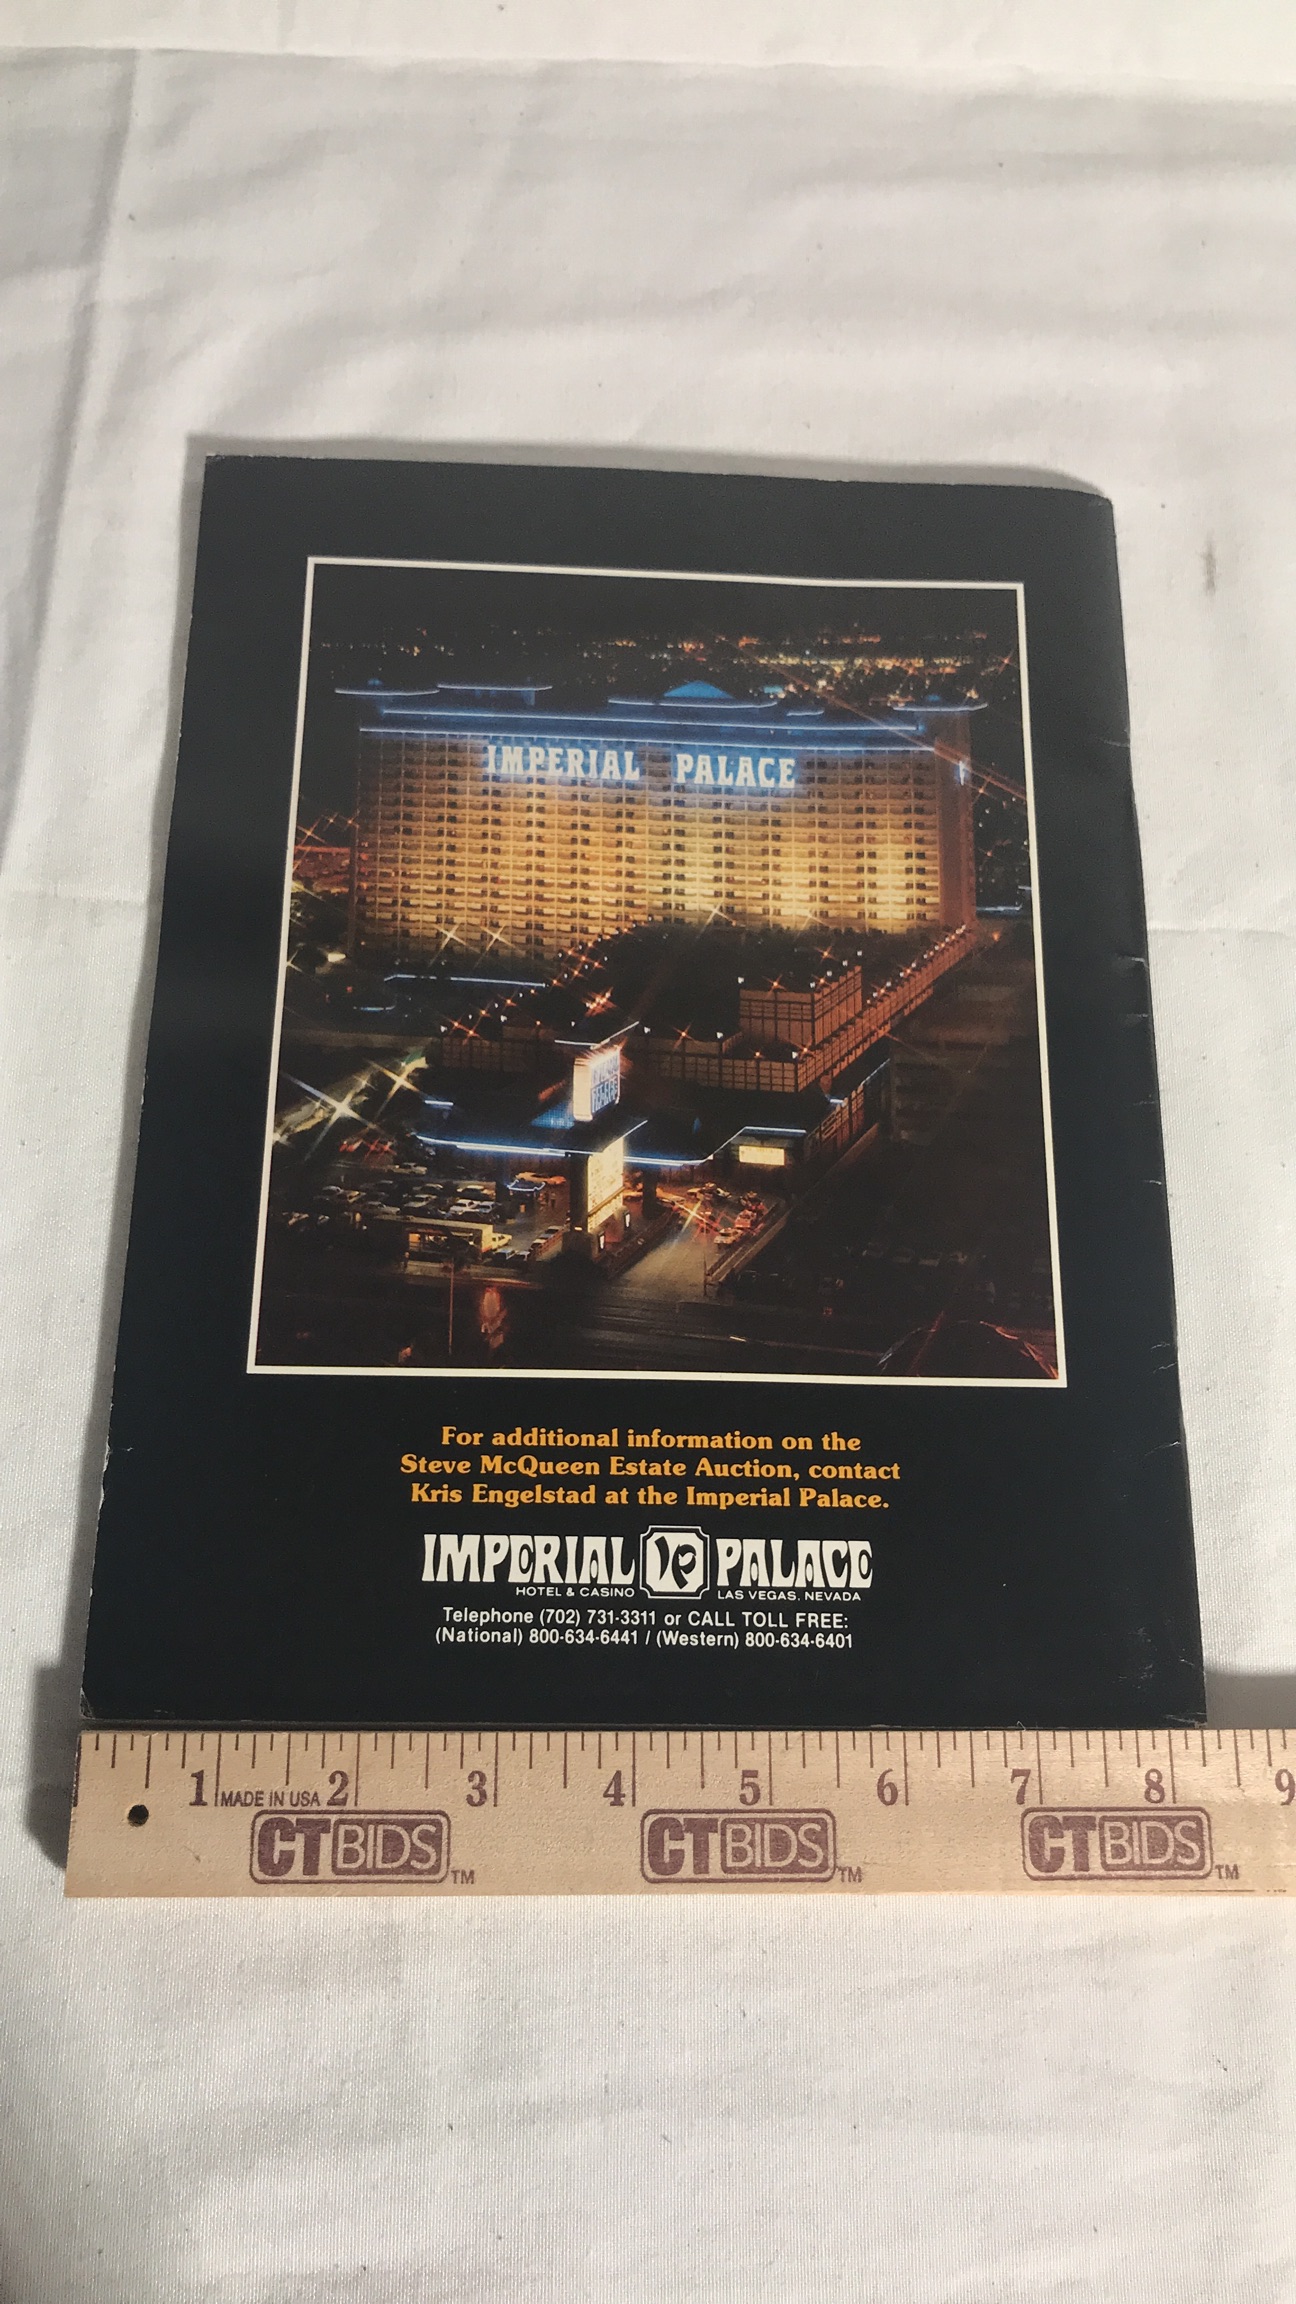 IMPERIAL PALACE
For additional information on the
Steve McQueen Estate Auction, contact
Kris Engelstad at the Imperial Palace.
IMPERIAL IP PALACE
HOTEL & CASINO LAS VEGAS, NEVADA
Telephone (702) 731-3311 or CALL TOLL FREE:
(National) 800-634-6441 / (Western) 800-634-6401
1 MADE IN USA 2 3 4 5 6 7 8 9
CTBIDS TM CTBIDS TM CTBIDS TM